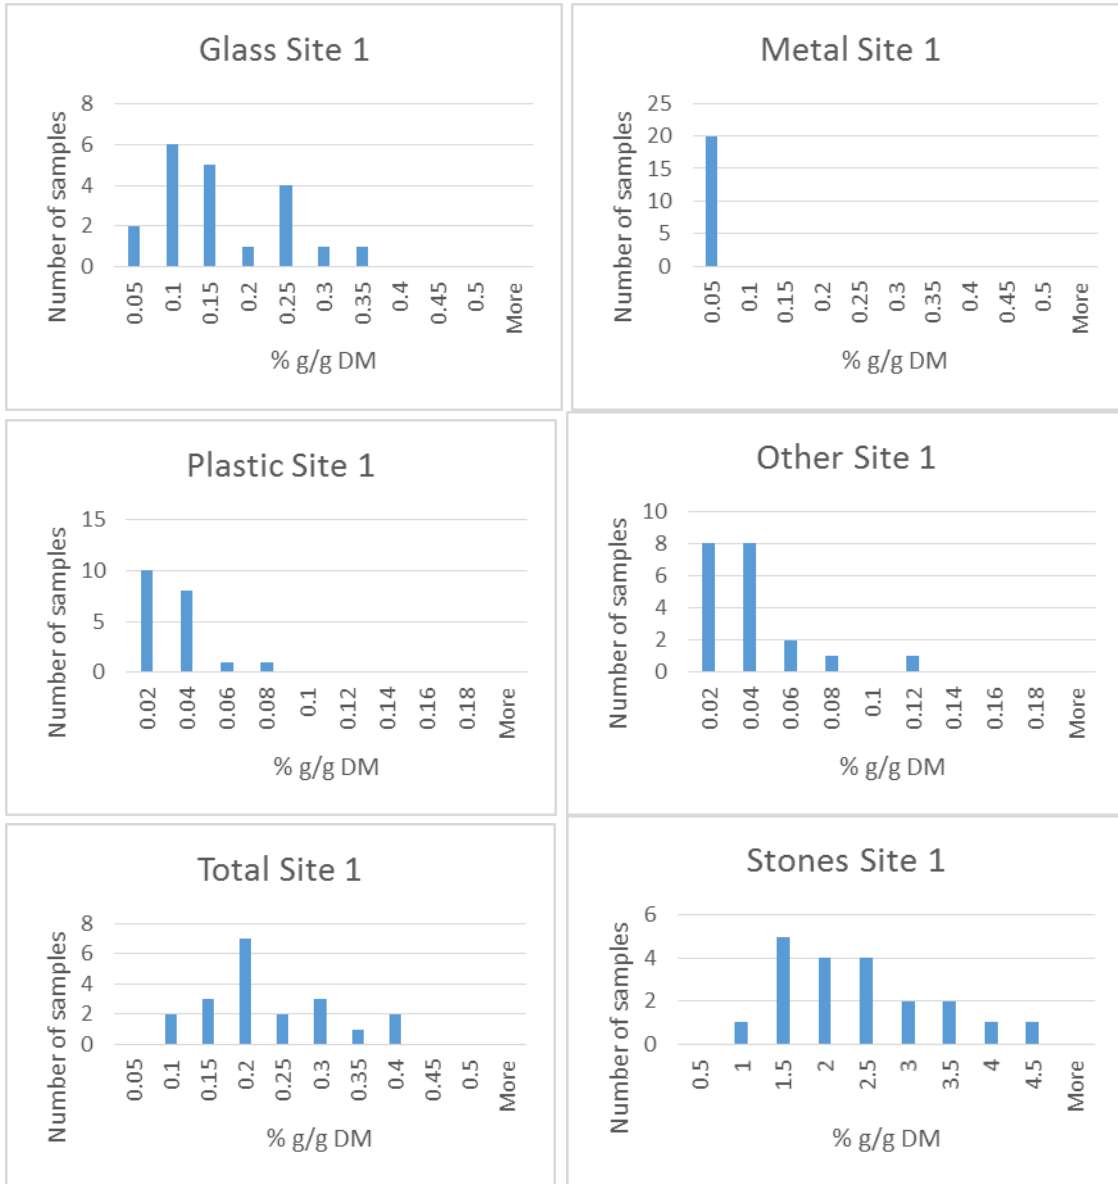 Glass Site 1
Number of samples
8
6
4
2
0
0.05 0.1 0.15 0.2 0.25 0.3 0.35 0.4 0.45 0.5 More
% g/g DM
Metal Site 1
Number of samples
25
20
15
10
5
0
0.05 0.1 0.15 0.2 0.25 0.3 0.35 0.4 0.45 0.5 More
% g/g DM
Plastic Site 1
Number of samples
15
10
5
0
0.02 0.04 0.06 0.08 0.1 0.12 0.14 0.16 0.18 More
% g/g DM
Other Site 1
Number of samples
10
8
6
4
2
0
0.02 0.04 0.06 0.08 0.1 0.12 0.14 0.16 0.18 More
% g/g DM
Total Site 1
Number of samples
8
6
4
2
0
0.05 0.1 0.15 0.2 0.25 0.3 0.35 0.4 0.45 0.5 More
% g/g DM
Stones Site 1
Number of samples
6
4
2
0
0.5 1 1.5 2 2.5 3 3.5 4 4.5 More
% g/g DM